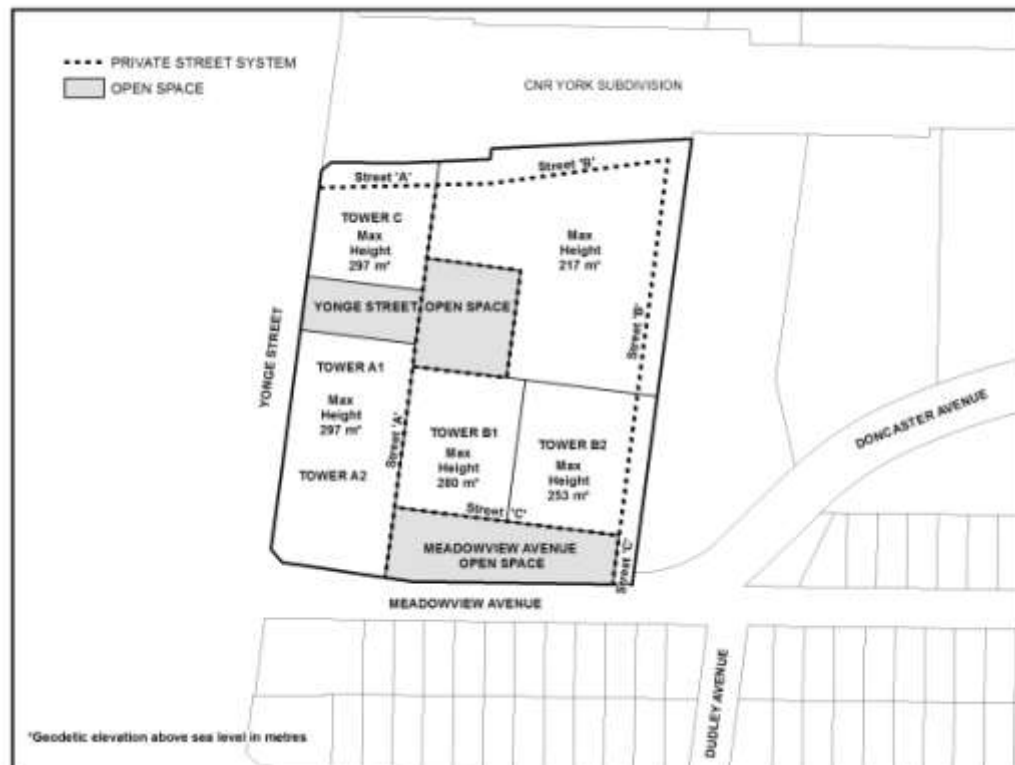 PRIVATE STREET SYSTEM
OPEN SPACE
CNR YORK SUBDIVISION
Street 'A'
Street 'B'
TOWER C
Max
Height
297 m*
Max
Height
217 m*
YONGE STREET OPEN SPACE
YONGE STREET
Street 'B'
TOWER A1
Max
Height
297 m*
TOWER A2
Street 'A'
TOWER B1
Max
Height
280 m*
TOWER B2
Max
Height
253 m*
DONCASTER AVENUE
Street 'C'
MEADOWVIEW AVENUE
OPEN SPACE
Street 'C'
MEADOWVIEW AVENUE
DUDLEY AVENUE
*Geodetic elevation above sea level in metres